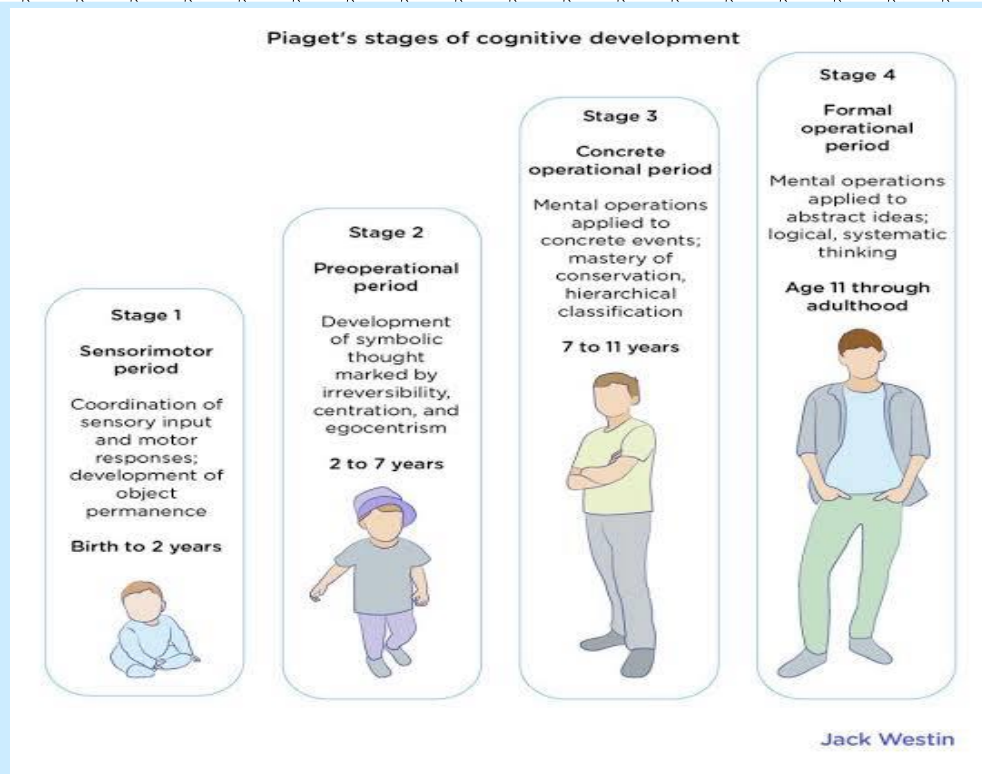 Piaget's stages of cognitive development
Stage 1
Sensorimotor
period
Coordination of
sensory input
and motor
responses;
development of
object
permanence
Birth to 2 years
Stage 2
Preoperational
period
Development
of symbolic
thought
marked by
irreversibility,
centration, and
egocentrism
2 to 7 years
Stage 3
Concrete
operational period
Mental operations
applied to
concrete events;
mastery of
conservation,
hierarchical
classification
7 to 11 years
Stage 4
Formal
operational
period
Mental operations
applied to
abstract ideas;
logical, systematic
thinking
Age 11 through
adulthood
Jack Westin